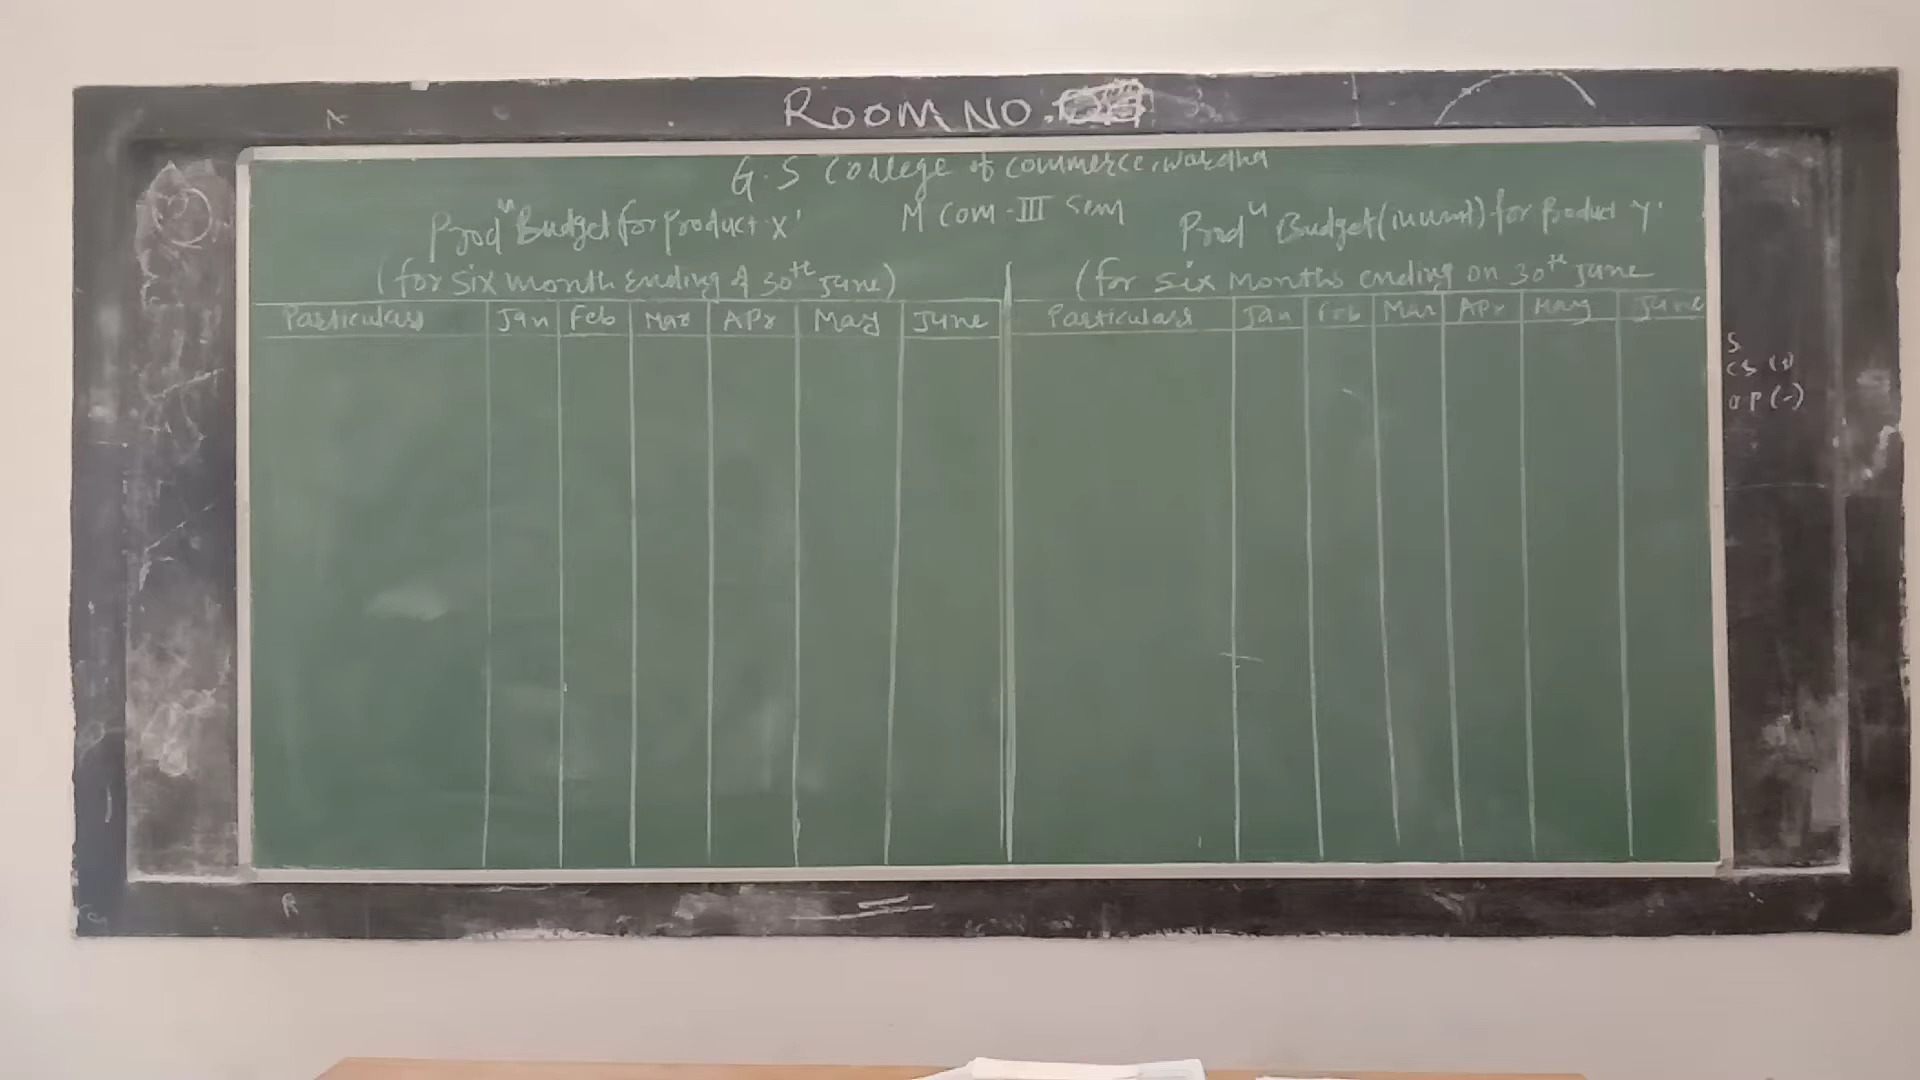 ROOM NO.
G.S College of commerce, wardha
M Com-III Sem
Prodn Budget for product 'X'
(for six month ending of 30th June)
Particulars Jan Feb Mar Apr May June
Prodn Budget (in unit) for Product 'Y'
(for six Months ending on 30th June
Particulars Jan Feb Mar Apr May June
S
CS (+)
OP (-)
R